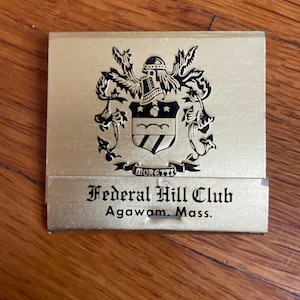 MORETTI
Federal Hill Club
Agawam. Mass.